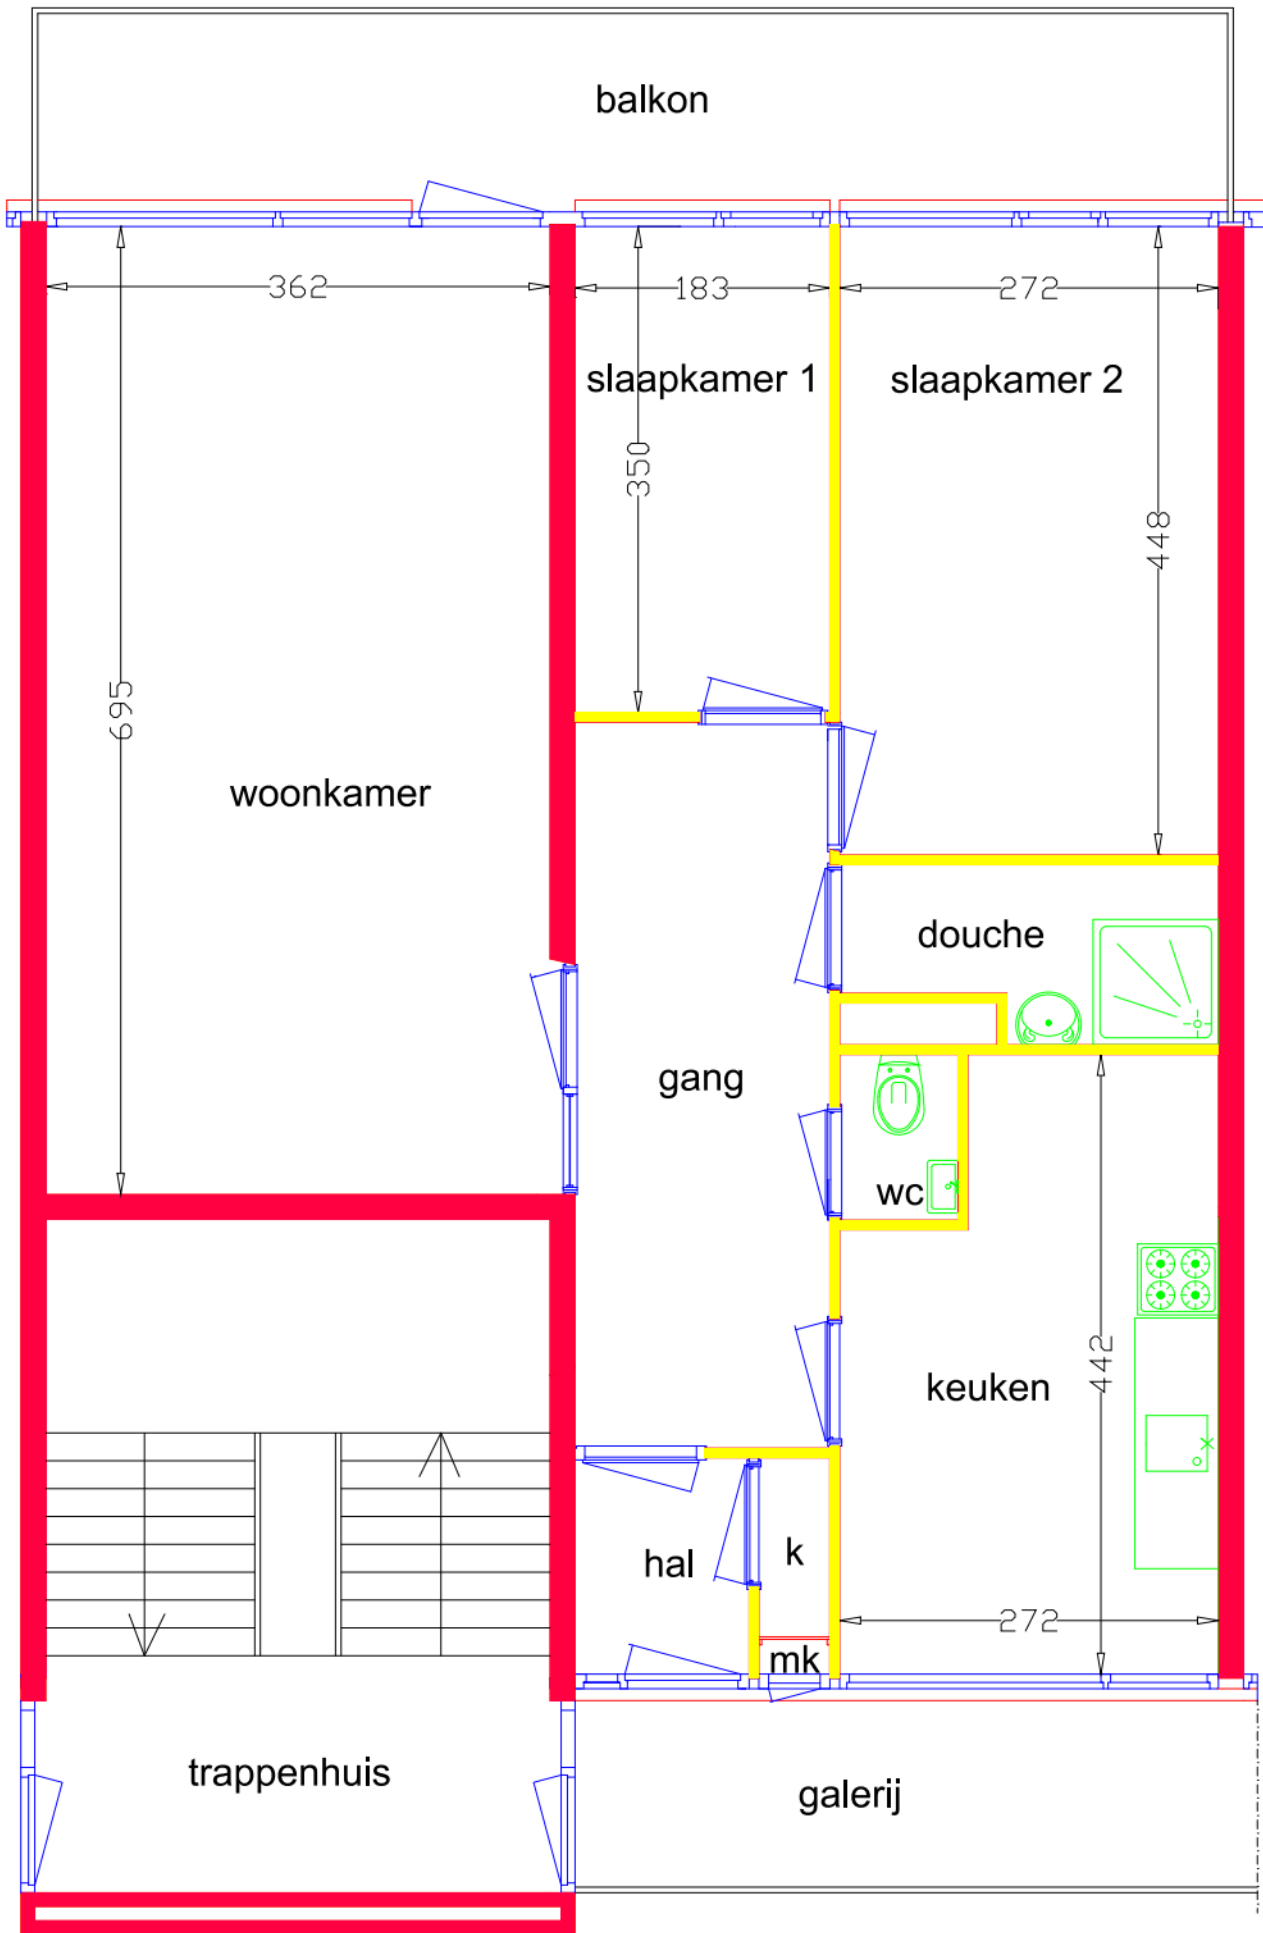 balkon
362
183
272
slaapkamer 1
slaapkamer 2
350
448
695
woonkamer
douche
gang
wc
442
keuken
hal
k
272
mk
trappenhuis
galerij